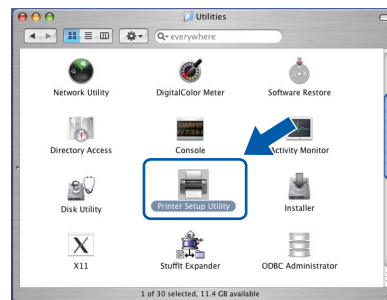 Utilities
everywhere
Network Utility
DigitalColor Meter
Software Restore
Directory Access
Console
Activity Monitor
Disk Utility
Printer Setup Utility
Installer
X11
StuffIt Expander
ODBC Administrator
1 of 30 selected, 11.4 GB available